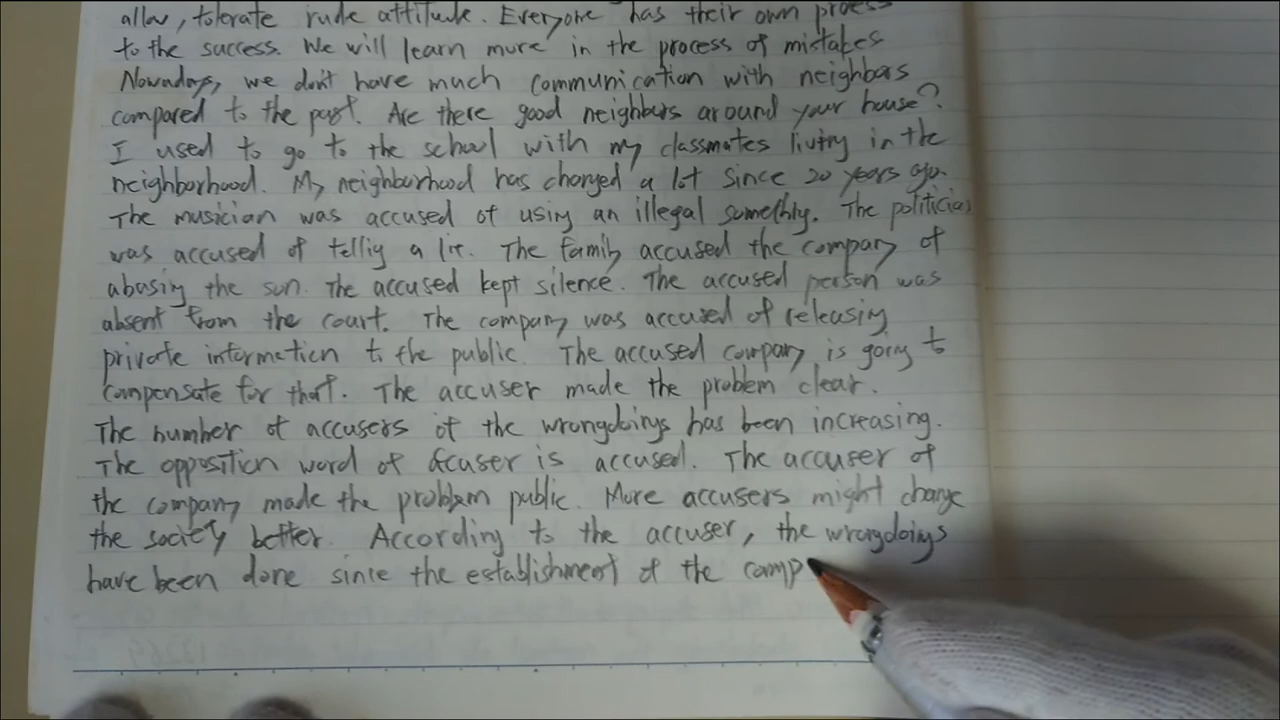 allow, tolerate rude attitude. Everyone has their own process
to the success. We will learn more in the process of mistakes
Nowadays, we don't have much communication with neighbors
compared to the past. Are there good neighbors around your house?
I used to go to the school with my classmates living in the
neighborhood. My neighborhood has changed a lot since 20 years ago.
The musician was accused of using an illegal something. The politician
was accused of telling a lie. The family accused the company of
abusing the son. The accused kept silence. The accused person was
absent from the court. The company was accused of releasing
private information to the public. The accused company is going to
compensate for that. The accuser made the problem clear.
The number of accusers of the wrongdoings has been increasing.
The opposition word of Acuser is accused. The accuser of
the company made the problem public. More accusers might change
the society better. According to the accuser, the wrongdoings
have been done since the establishment of the comp